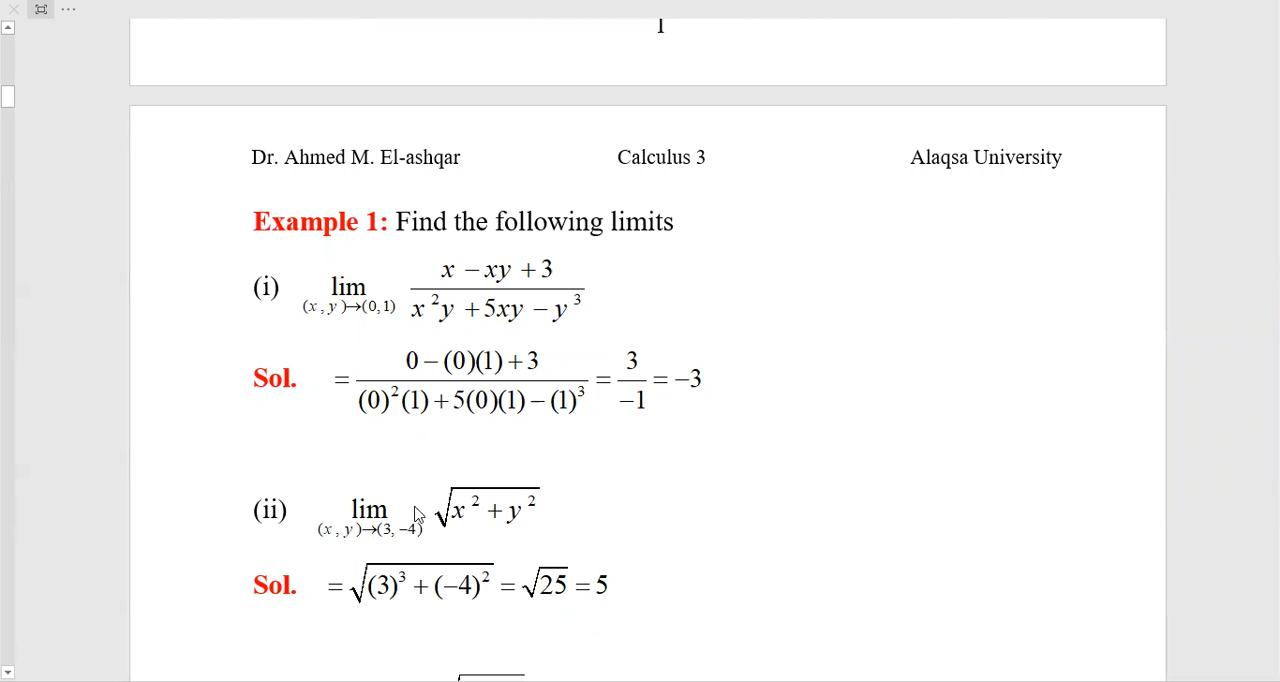 1
Dr. Ahmed M. El-ashqar Calculus 3 Alaqsa University
Example 1: Find the following limits
(i) lim (x, y)→(0,1) (x − xy + 3)/(x²y + 5xy − y³)
Sol. = (0 − (0)(1) + 3)/((0)²(1) + 5(0)(1) − (1)³) = 3/−1 = −3
(ii) lim (x, y)→(3, −4) √(x² + y²)
Sol. = √((3)³ + (−4)²) = √25 = 5